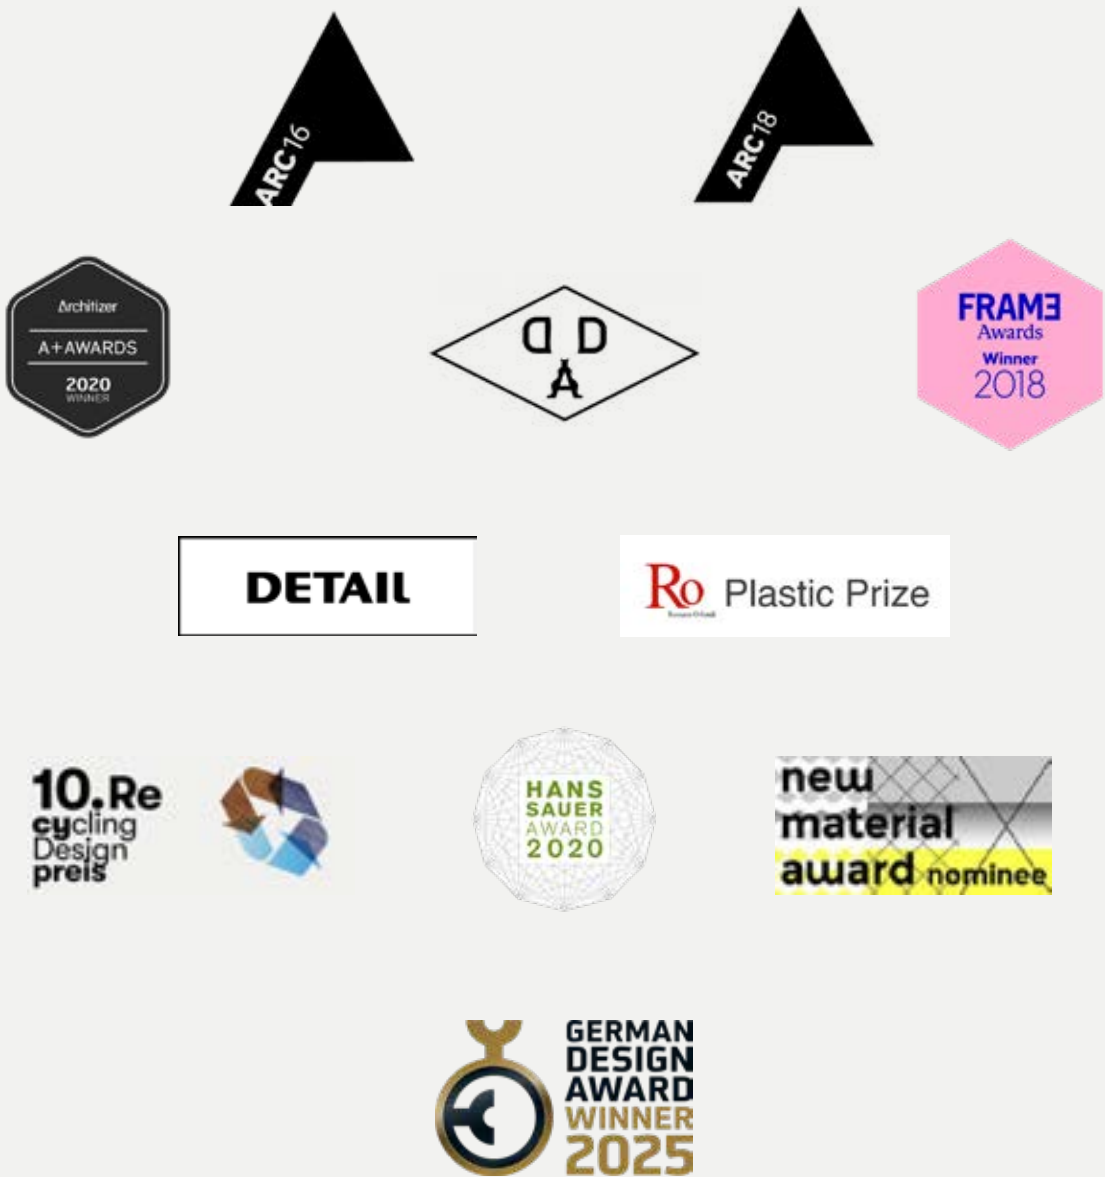 ARC16
ARC18
Architizer
A+AWARDS
2020
WINNER
D D
A
FRAME
Awards
Winner
2018
DETAIL
Ro Plastic Prize
10.Re
cycling
Design
preis
HANS
SAUER
AWARD
2020
new
material
award nominee
GERMAN
DESIGN
AWARD
WINNER
2025